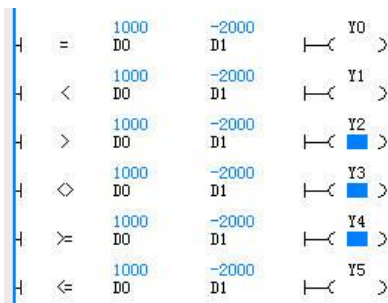 1000 -2000 Y0
= D0 D1
1000 -2000 Y1
< D0 D1
1000 -2000 Y2
> D0 D1
1000 -2000 Y3
<> D0 D1
1000 -2000 Y4
>= D0 D1
1000 -2000 Y5
<= D0 D1